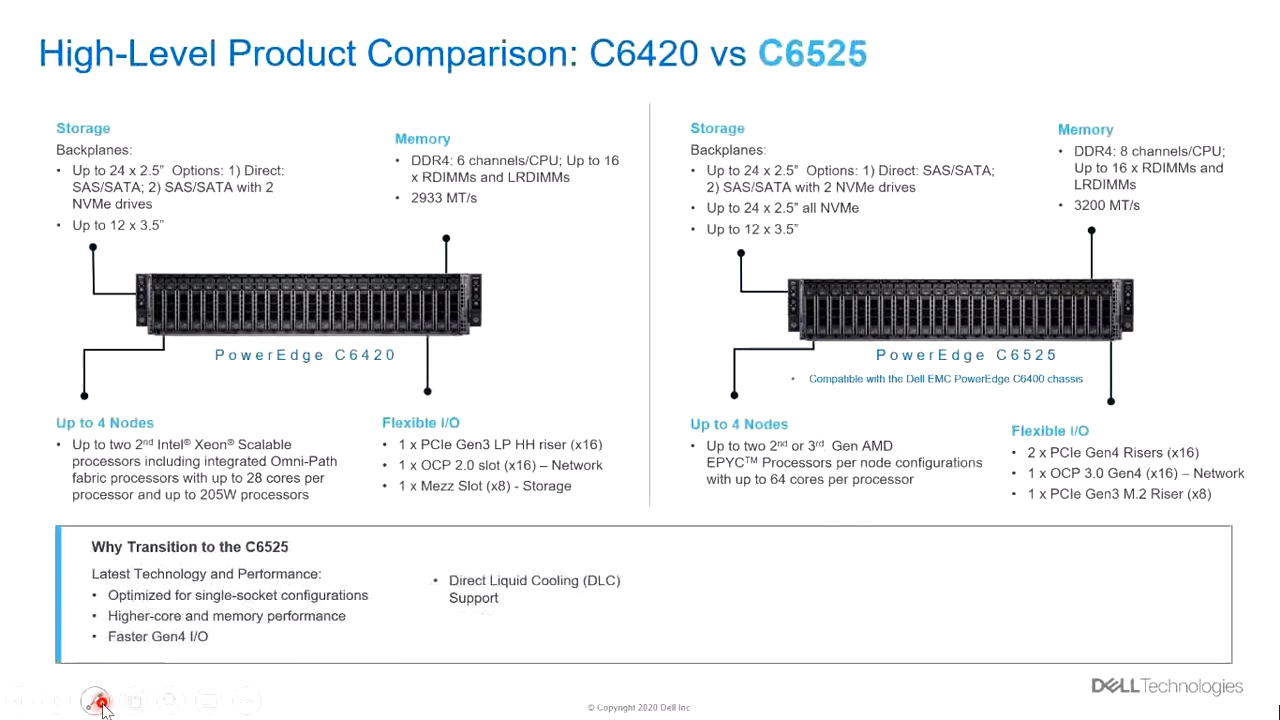 High-Level Product Comparison: C6420 vs C6525
Storage
Backplanes:
• Up to 24 x 2.5” Options: 1) Direct:
SAS/SATA; 2) SAS/SATA with 2
NVMe drives
• Up to 12 x 3.5”
Memory
• DDR4: 6 channels/CPU; Up to 16
x RDIMMs and LRDIMMs
• 2933 MT/s
PowerEdge C6420
Up to 4 Nodes
• Up to two 2nd Intel® Xeon® Scalable
processors including integrated Omni-Path
fabric processors with up to 28 cores per
processor and up to 205W processors
Flexible I/O
• 1 x PCIe Gen3 LP HH riser (x16)
• 1 x OCP 2.0 slot (x16) – Network
• 1 x Mezz Slot (x8) - Storage
Storage
Backplanes:
• Up to 24 x 2.5” Options: 1) Direct: SAS/SATA;
2) SAS/SATA with 2 NVMe drives
• Up to 24 x 2.5” all NVMe
• Up to 12 x 3.5”
Memory
• DDR4: 8 channels/CPU;
Up to 16 x RDIMMs and
LRDIMMs
• 3200 MT/s
PowerEdge C6525
• Compatible with the Dell EMC PowerEdge C6400 chassis
Up to 4 Nodes
• Up to two 2nd or 3rd Gen AMD
EPYC™ Processors per node configurations
with up to 64 cores per processor
Flexible I/O
• 2 x PCIe Gen4 Risers (x16)
• 1 x OCP 3.0 Gen4 (x16) – Network
• 1 x PCIe Gen3 M.2 Riser (x8)
Why Transition to the C6525
Latest Technology and Performance:
• Optimized for single-socket configurations
• Higher-core and memory performance
• Faster Gen4 I/O
• Direct Liquid Cooling (DLC)
Support
DELLTechnologies
© Copyright 2020 Dell Inc